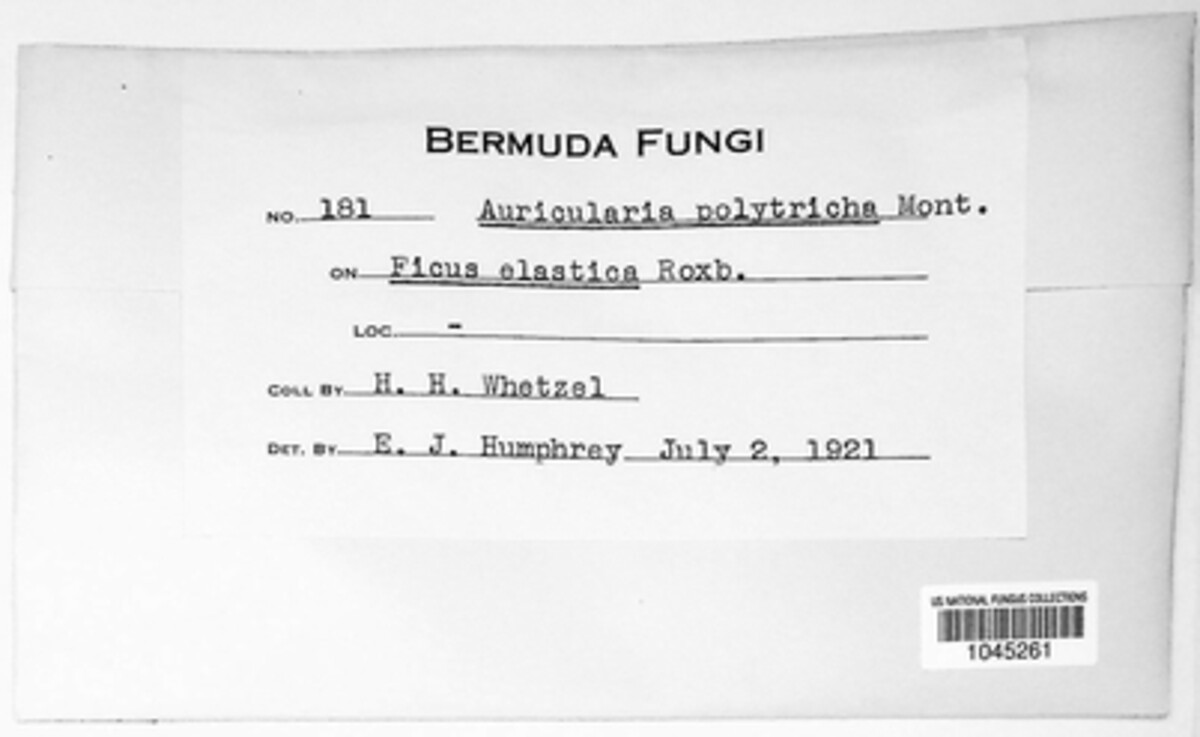 BERMUDA FUNGI
NO. 181 Auricularia polytricha Mont.
ON Ficus elastica Roxb.
LOC. -
COLL BY H. H. Whetzel
DET. BY E. J. Humphrey July 2, 1921
US NATIONAL FUNGUS COLLECTIONS
1045261